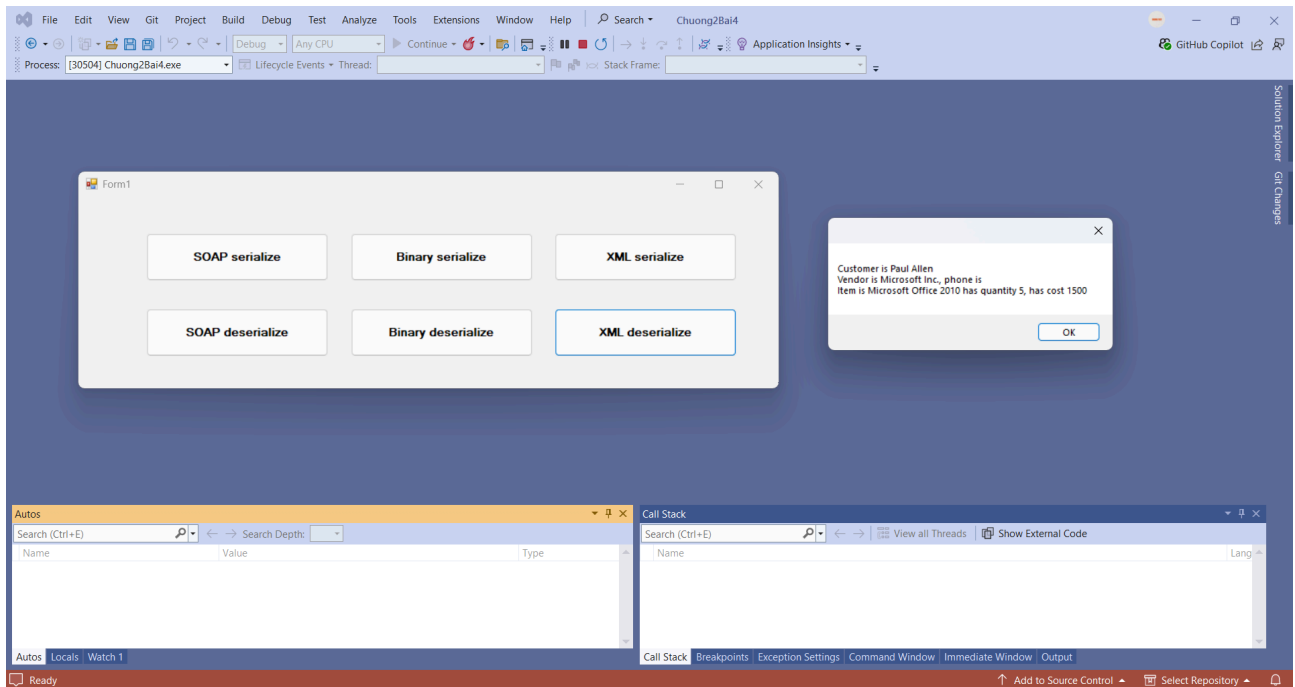 File Edit View Git Project Build Debug Test Analyze Tools Extensions Window Help Search Chuong2Bai4
Debug Any CPU Continue Application Insights GitHub Copilot
Process: [30504] Chuong2Bai4.exe Lifecycle Events Thread: Stack Frame:
Solution Explorer
Git Changes
Form1
SOAP serialize Binary serialize XML serialize
SOAP deserialize Binary deserialize XML deserialize
Customer is Paul Allen
Vendor is Microsoft Inc., phone is
Item is Microsoft Office 2010 has quantity 5, has cost 1500
OK
Autos
Search (Ctrl+E) Search Depth:
Name Value Type
Autos Locals Watch 1
Call Stack
Search (Ctrl+E) View all Threads Show External Code
Name Lang
Call Stack Breakpoints Exception Settings Command Window Immediate Window Output
Ready Add to Source Control Select Repository